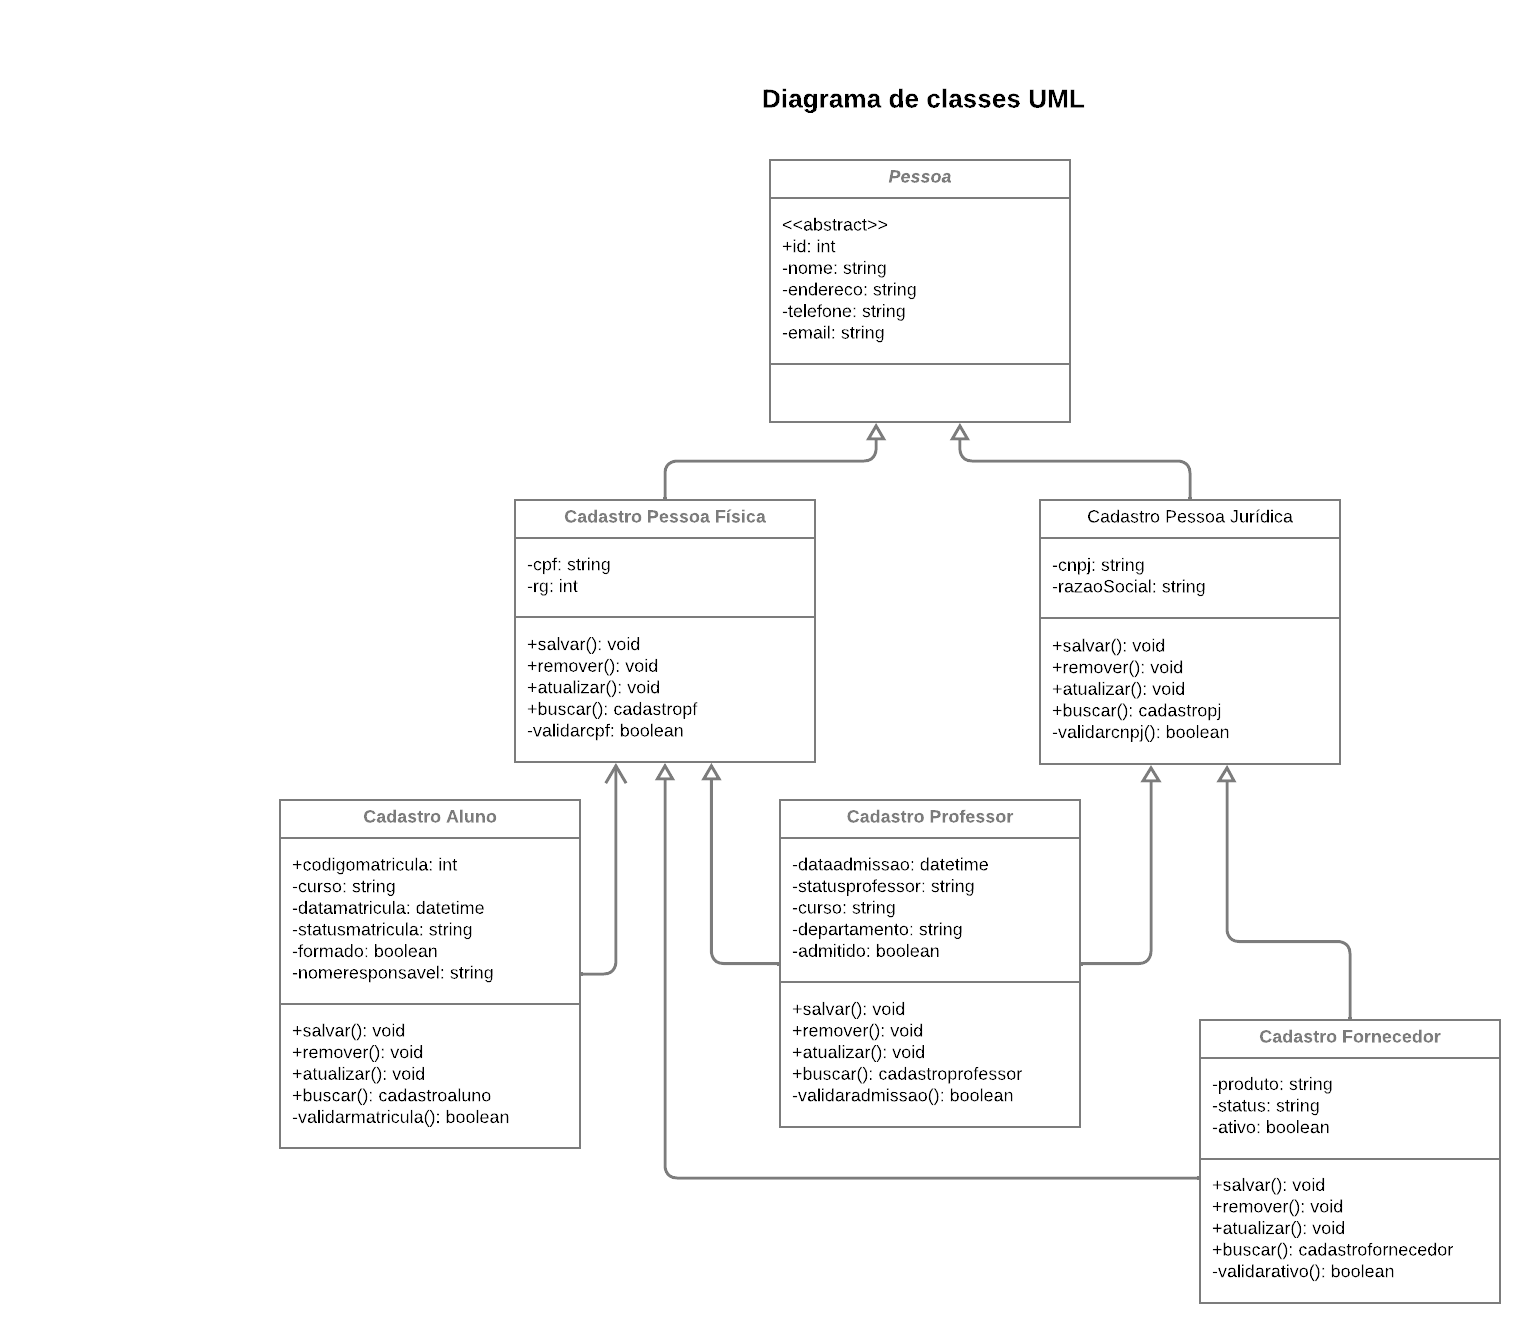 Diagrama de classes UML
Pessoa
<<abstract>>
+id: int
-nome: string
-endereco: string
-telefone: string
-email: string
Cadastro Pessoa Física
-cpf: string
-rg: int
+salvar(): void
+remover(): void
+atualizar(): void
+buscar(): cadastropf
-validarcpf: boolean
Cadastro Pessoa Jurídica
-cnpj: string
-razaoSocial: string
+salvar(): void
+remover(): void
+atualizar(): void
+buscar(): cadastropj
-validarcnpj(): boolean
Cadastro Aluno
+codigomatricula: int
-curso: string
-datamatricula: datetime
-statusmatricula: string
-formado: boolean
-nomeresponsavel: string
+salvar(): void
+remover(): void
+atualizar(): void
+buscar(): cadastroaluno
-validarmatricula(): boolean
Cadastro Professor
-dataadmissao: datetime
-statusprofessor: string
-curso: string
-departamento: string
-admitido: boolean
+salvar(): void
+remover(): void
+atualizar(): void
+buscar(): cadastroprofessor
-validaradmissao(): boolean
Cadastro Fornecedor
-produto: string
-status: string
-ativo: boolean
+salvar(): void
+remover(): void
+atualizar(): void
+buscar(): cadastrofornecedor
-validarativo(): boolean